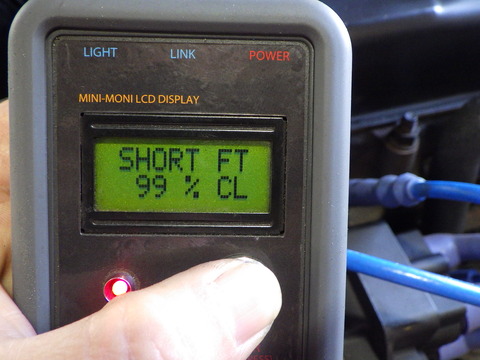 LIGHT LINK POWER
MINI-MONI LCD DISPLAY
SHORT FT
99 % CL